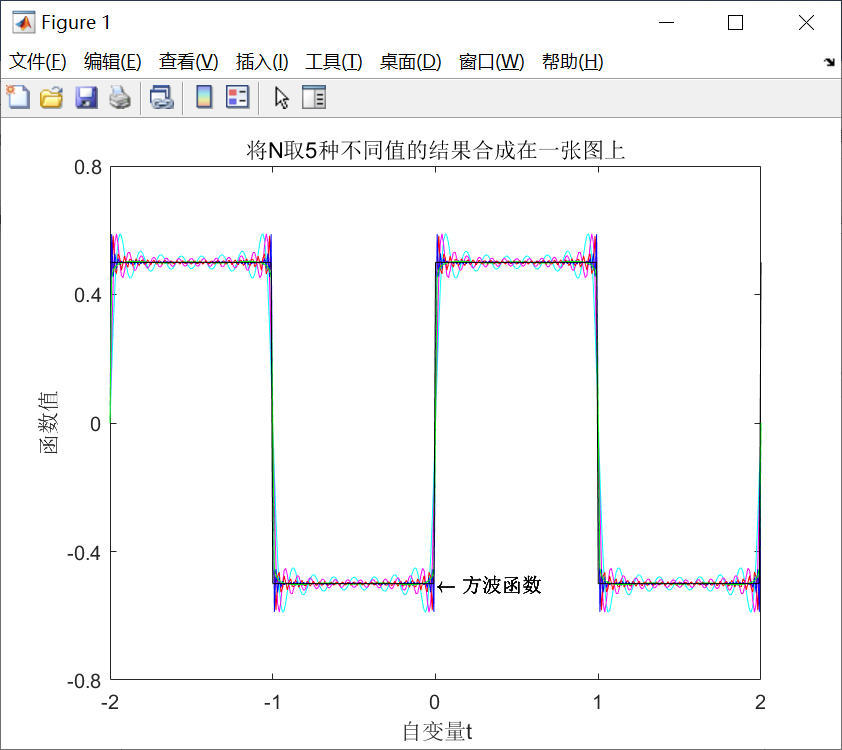 Figure 1
文件(F) 编辑(E) 查看(V) 插入(I) 工具(T) 桌面(D) 窗口(W) 帮助(H)
将N取5种不同值的结果合成在一张图上
0.8
0.4
0
-0.4
-0.8
函数值
← 方波函数
-2 -1 0 1 2
自变量t